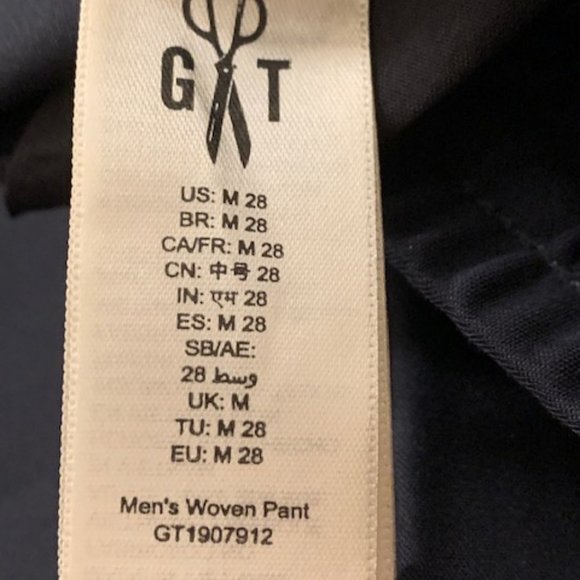 G T
US: M 28
BR: M 28
CA/FR: M 28
CN: 中号 28
IN: एम 28
ES: M 28
SB/AE:
وسط 28
UK: M
TU: M 28
EU: M 28
Men's Woven Pant
GT1907912